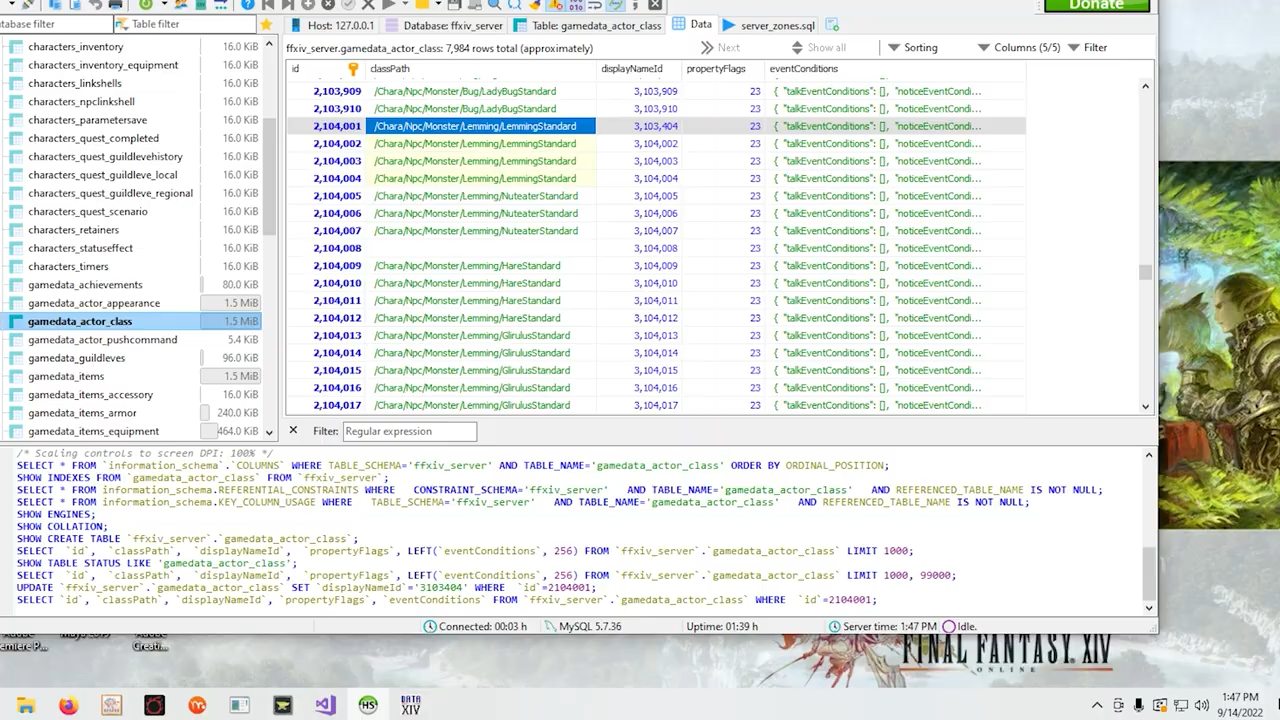 Donate
atabase filter
Table filter
Host: 127.0.0.1
Database: ffxiv_server
Table: gamedata_actor_class
Data
server_zones.sql
ffxiv_server.gamedata_actor_class: 7,984 rows total (approximately)
Next
Show all
Sorting
Columns (5/5)
Filter
characters_inventory 16.0 KiB
characters_inventory_equipment 16.0 KiB
characters_linkshells 16.0 KiB
characters_npclinkshell 16.0 KiB
characters_parametersave 16.0 KiB
characters_quest_completed 16.0 KiB
characters_quest_guildlevehistory 16.0 KiB
characters_quest_guildleve_local 16.0 KiB
characters_quest_guildleve_regional 16.0 KiB
characters_quest_scenario 16.0 KiB
characters_retainers 16.0 KiB
characters_statuseffect 16.0 KiB
characters_timers 16.0 KiB
gamedata_achievements 80.0 KiB
gamedata_actor_appearance 1.5 MiB
gamedata_actor_class 1.5 MiB
gamedata_actor_pushcommand 5.4 KiB
gamedata_guildleves 96.0 KiB
gamedata_items 1.5 MiB
gamedata_items_accessory 16.0 KiB
gamedata_items_armor 240.0 KiB
gamedata_items_equipment 464.0 KiB
id classPath displayNameId propertyFlags eventConditions
2,103,909 /Chara/Npc/Monster/Bug/LadyBugStandard 3,103,909 23 { "talkEventConditions": [], "noticeEventCondi...
2,103,910 /Chara/Npc/Monster/Bug/LadyBugStandard 3,103,910 23 { "talkEventConditions": [], "noticeEventCondi...
2,104,001 /Chara/Npc/Monster/Lemming/LemmingStandard 3,103,404 23 { "talkEventConditions": [], "noticeEventCondi...
2,104,002 /Chara/Npc/Monster/Lemming/LemmingStandard 3,104,002 23 { "talkEventConditions": [], "noticeEventCondi...
2,104,003 /Chara/Npc/Monster/Lemming/LemmingStandard 3,104,003 23 { "talkEventConditions": [], "noticeEventCondi...
2,104,004 /Chara/Npc/Monster/Lemming/LemmingStandard 3,104,004 23 { "talkEventConditions": [], "noticeEventCondi...
2,104,005 /Chara/Npc/Monster/Lemming/NuteaterStandard 3,104,005 23 { "talkEventConditions": [], "noticeEventCondi...
2,104,006 /Chara/Npc/Monster/Lemming/NuteaterStandard 3,104,006 23 { "talkEventConditions": [], "noticeEventCondi...
2,104,007 /Chara/Npc/Monster/Lemming/NuteaterStandard 3,104,007 23 { "talkEventConditions": [], "noticeEventCondi...
2,104,008 3,104,008 23 { "talkEventConditions": [], "noticeEventCondi...
2,104,009 /Chara/Npc/Monster/Lemming/HareStandard 3,104,009 23 { "talkEventConditions": [], "noticeEventCondi...
2,104,010 /Chara/Npc/Monster/Lemming/HareStandard 3,104,010 23 { "talkEventConditions": [], "noticeEventCondi...
2,104,011 /Chara/Npc/Monster/Lemming/HareStandard 3,104,011 23 { "talkEventConditions": [], "noticeEventCondi...
2,104,012 /Chara/Npc/Monster/Lemming/HareStandard 3,104,012 23 { "talkEventConditions": [], "noticeEventCondi...
2,104,013 /Chara/Npc/Monster/Lemming/GlirulusStandard 3,104,013 23 { "talkEventConditions": [], "noticeEventCondi...
2,104,014 /Chara/Npc/Monster/Lemming/GlirulusStandard 3,104,014 23 { "talkEventConditions": [], "noticeEventCondi...
2,104,015 /Chara/Npc/Monster/Lemming/GlirulusStandard 3,104,015 23 { "talkEventConditions": [], "noticeEventCondi...
2,104,016 /Chara/Npc/Monster/Lemming/GlirulusStandard 3,104,016 23 { "talkEventConditions": [], "noticeEventCondi...
2,104,017 /Chara/Npc/Monster/Lemming/GlirulusStandard 3,104,017 23 { "talkEventConditions": [], "noticeEventCondi...
Filter: Regular expression
/* Scaling controls to screen DPI: 100% */
SELECT * FROM `information_schema`.`COLUMNS` WHERE TABLE_SCHEMA='ffxiv_server' AND TABLE_NAME='gamedata_actor_class' ORDER BY ORDINAL_POSITION;
SHOW INDEXES FROM `gamedata_actor_class` FROM `ffxiv_server`;
SELECT * FROM information_schema.REFERENTIAL_CONSTRAINTS WHERE CONSTRAINT_SCHEMA='ffxiv_server' AND TABLE_NAME='gamedata_actor_class' AND REFERENCED_TABLE_NAME IS NOT NULL;
SELECT * FROM information_schema.KEY_COLUMN_USAGE WHERE TABLE_SCHEMA='ffxiv_server' AND TABLE_NAME='gamedata_actor_class' AND REFERENCED_TABLE_NAME IS NOT NULL;
SHOW ENGINES;
SHOW COLLATION;
SHOW CREATE TABLE `ffxiv_server`.`gamedata_actor_class`;
SELECT `id`, `classPath`, `displayNameId`, `propertyFlags`, LEFT(`eventConditions`, 256) FROM `ffxiv_server`.`gamedata_actor_class` LIMIT 1000;
SHOW TABLE STATUS LIKE 'gamedata_actor_class';
SELECT `id`, `classPath`, `displayNameId`, `propertyFlags`, LEFT(`eventConditions`, 256) FROM `ffxiv_server`.`gamedata_actor_class` LIMIT 1000, 99000;
UPDATE `ffxiv_server`.`gamedata_actor_class` SET `displayNameId`='3103404' WHERE `id`=2104001;
SELECT `id`, `classPath`, `displayNameId`, `propertyFlags`, `eventConditions` FROM `ffxiv_server`.`gamedata_actor_class` WHERE `id`=2104001;
Connected: 00:03 h
MySQL 5.7.36
Uptime: 01:39 h
Server time: 1:47 PM
Idle.
emiere P...
Creati...
FINAL FANTASY XIV
ONLINE
HS
DATA
XIV
1:47 PM
9/14/2022